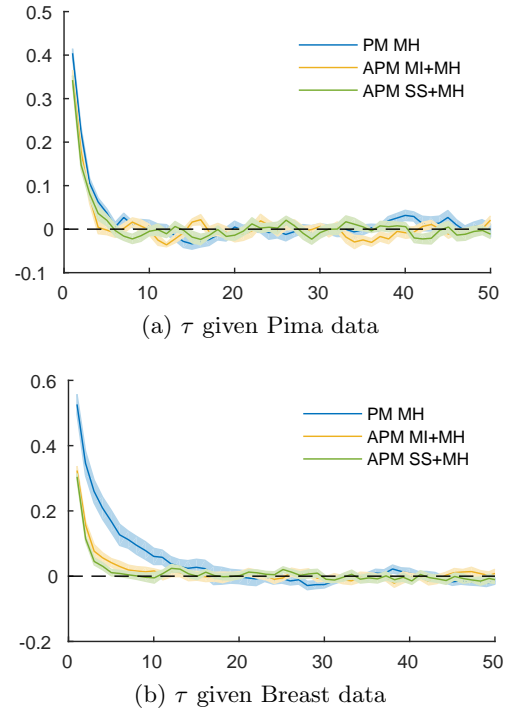 0.5
0.4
0.3
0.2
0.1
0
-0.1
PM MH
APM MI+MH
APM SS+MH
0 10 20 30 40 50
(a) τ given Pima data
0.6
0.4
0.2
0
-0.2
PM MH
APM MI+MH
APM SS+MH
0 10 20 30 40 50
(b) τ given Breast data